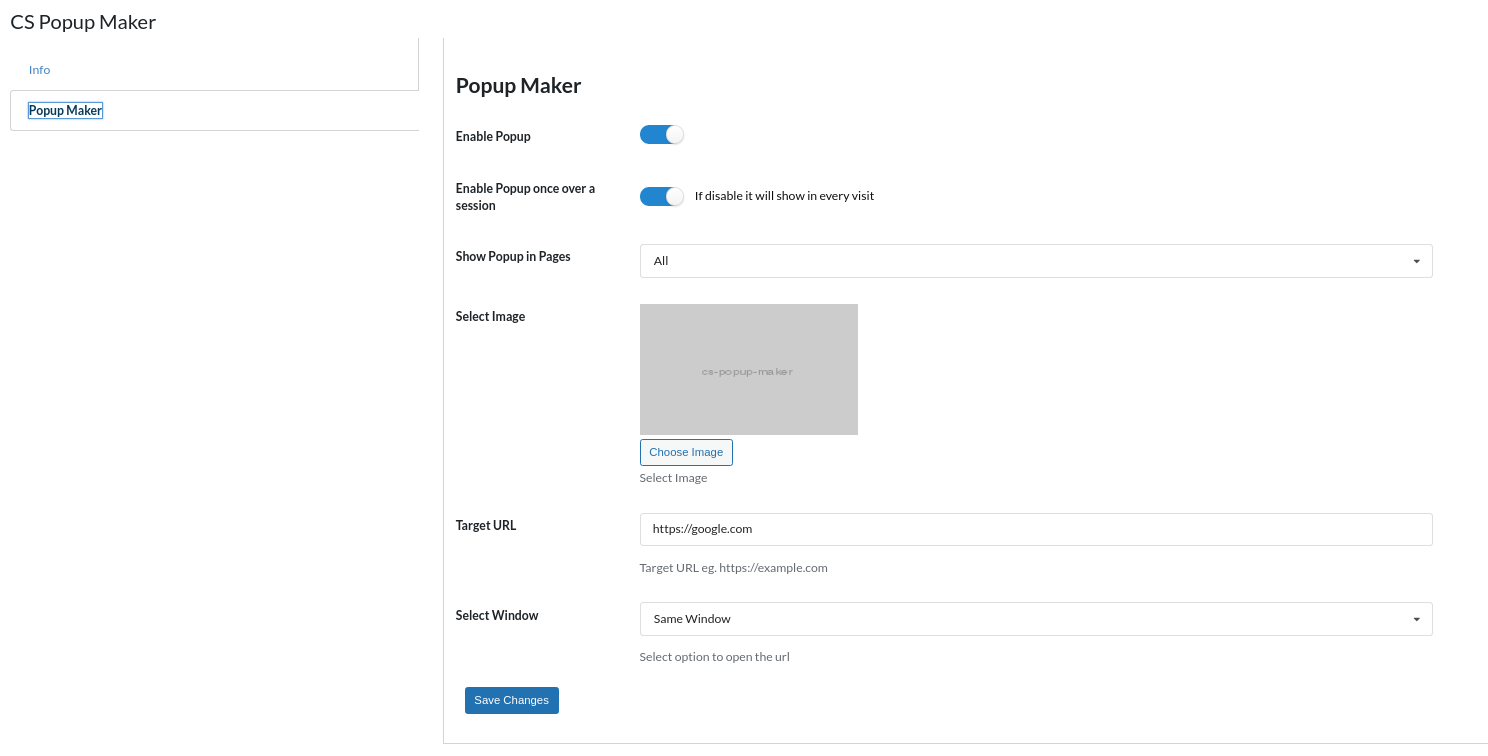 CS Popup Maker
Info
Popup Maker
Popup Maker
Enable Popup
Enable Popup once over a
session
If disable it will show in every visit
Show Popup in Pages
All
Select Image
cs-popup-maker
Choose Image
Select Image
Target URL
https://google.com
Target URL eg. https://example.com
Select Window
Same Window
Select option to open the url
Save Changes